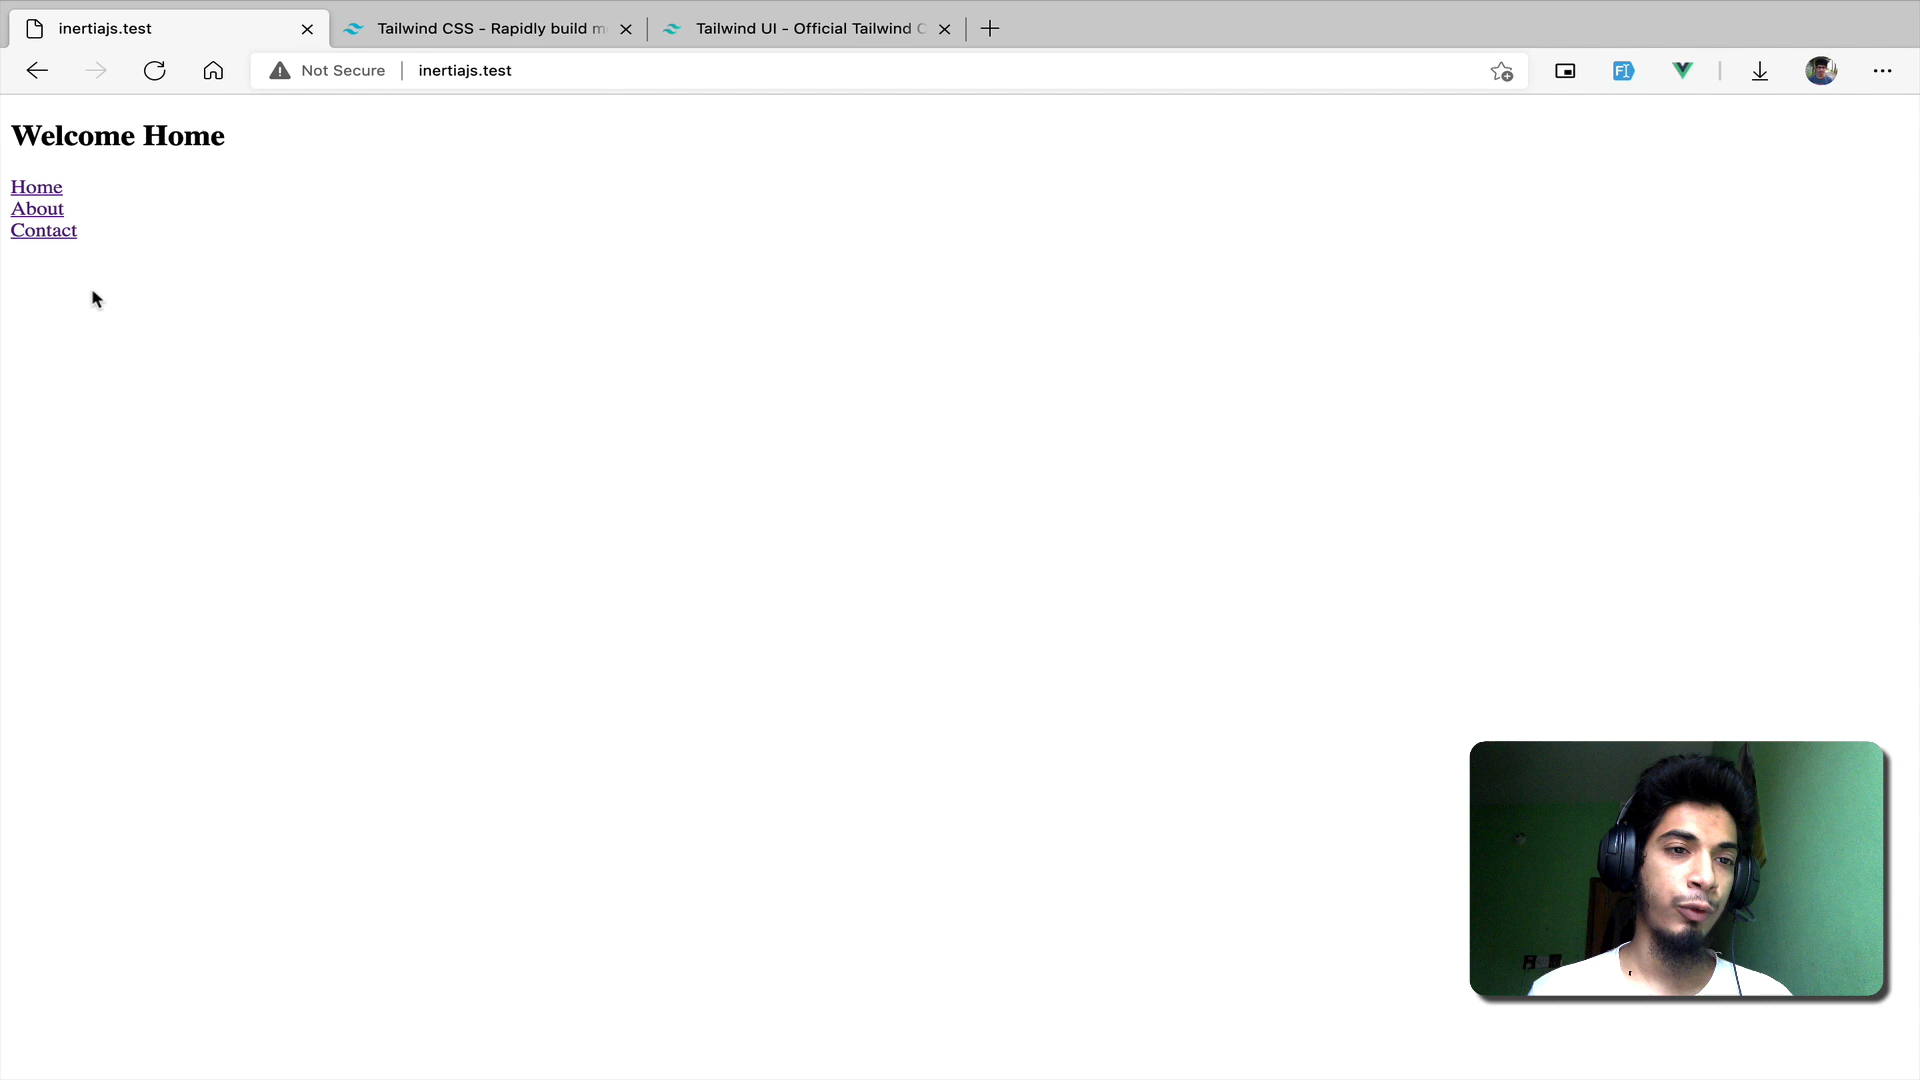 inertiajs.test
Tailwind CSS - Rapidly build m
Tailwind UI - Official Tailwind C
Not Secure
inertiajs.test
Welcome Home
Home
About
Contact